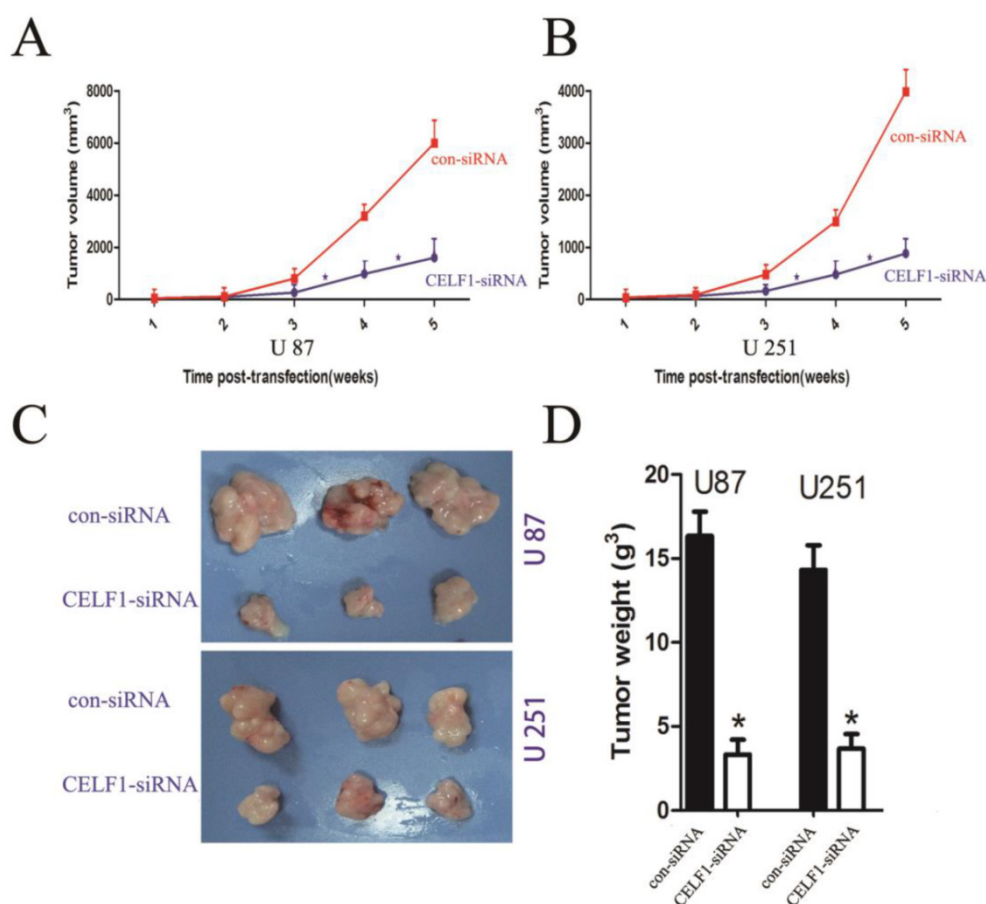 A
Tumor volume (mm³)
8000
6000
4000
2000
0
con-siRNA
CELF1-siRNA
*
*
1
2
3
4
5
U 87
Time post-transfection(weeks)
B
Tumor volume (mm³)
4000
3000
2000
1000
0
con-siRNA
CELF1-siRNA
*
*
1
2
3
4
5
U 251
Time post-transfection(weeks)
C
con-siRNA
CELF1-siRNA
U 87
con-siRNA
CELF1-siRNA
U 251
D
Tumor weight (g³)
20
15
10
5
0
U87
U251
*
*
con-siRNA
CELF1-siRNA
con-siRNA
CELF1-siRNA